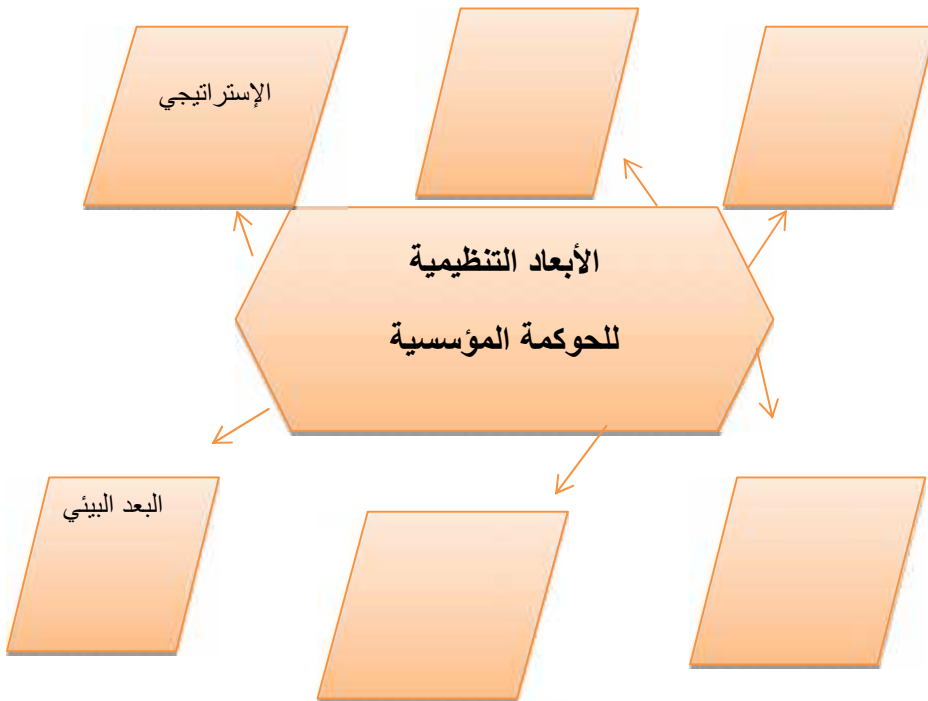 الإستراتيجي
الأبعاد التنظيمية
للحوكمة المؤسسية
البعد البيئي